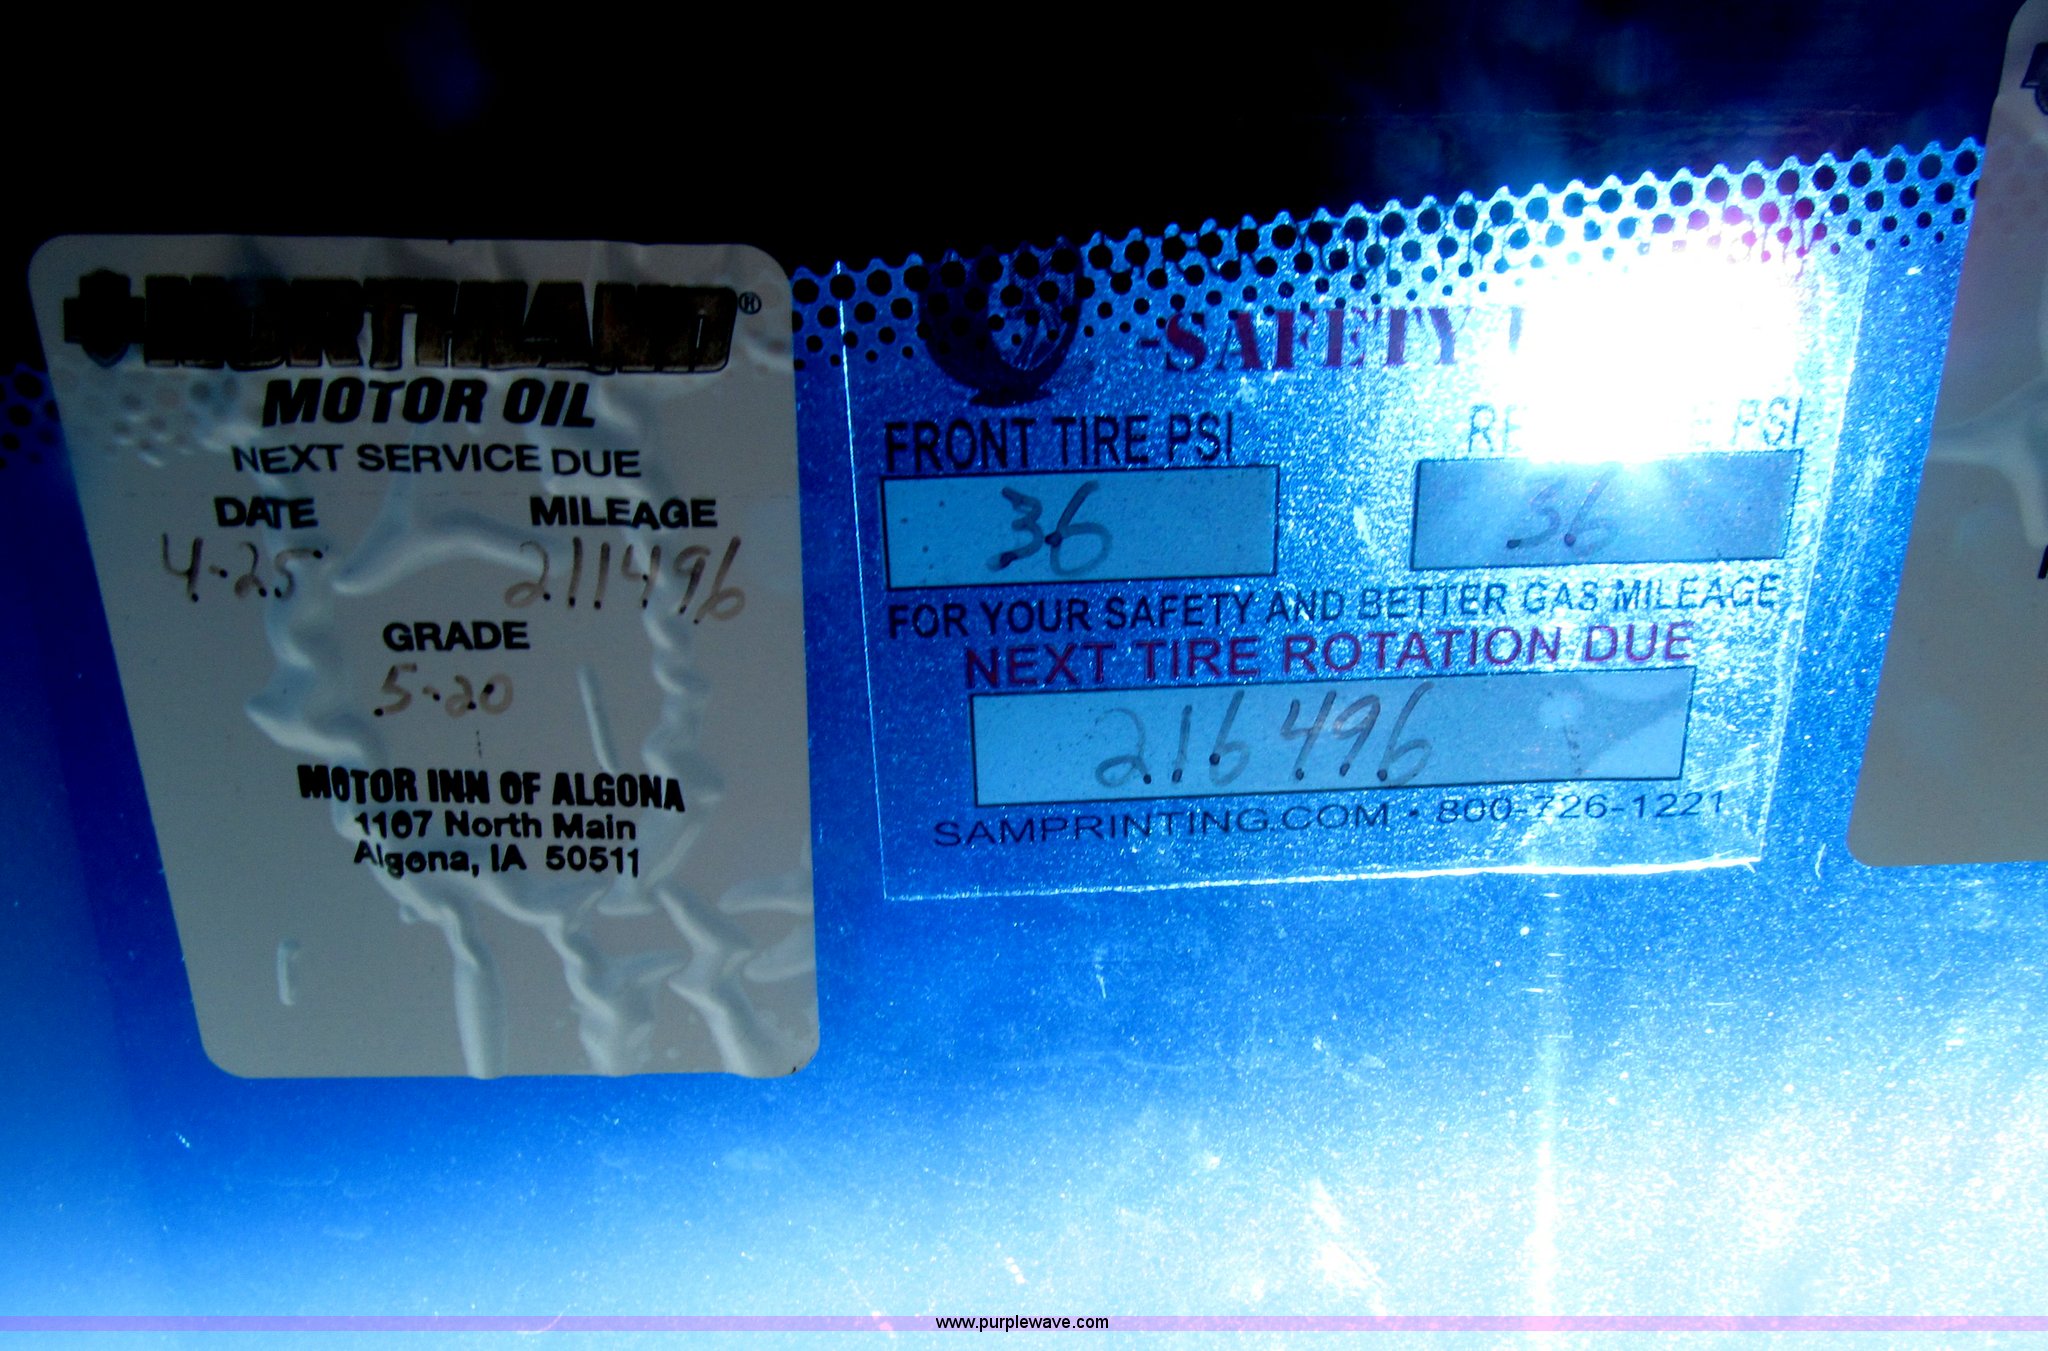 NORTHLAND®
MOTOR OIL
NEXT SERVICE DUE
DATE MILEAGE
4-25 211496
GRADE
5-20
MOTOR INN OF ALGONA
1107 North Main
Algona, IA 50511
-SAFETY
FRONT TIRE PSI PSI
36 36
FOR YOUR SAFETY AND BETTER GAS MILEAGE
NEXT TIRE ROTATION DUE
216496
SAMPRINTING.COM • 800-726-1221
www.purplewave.com